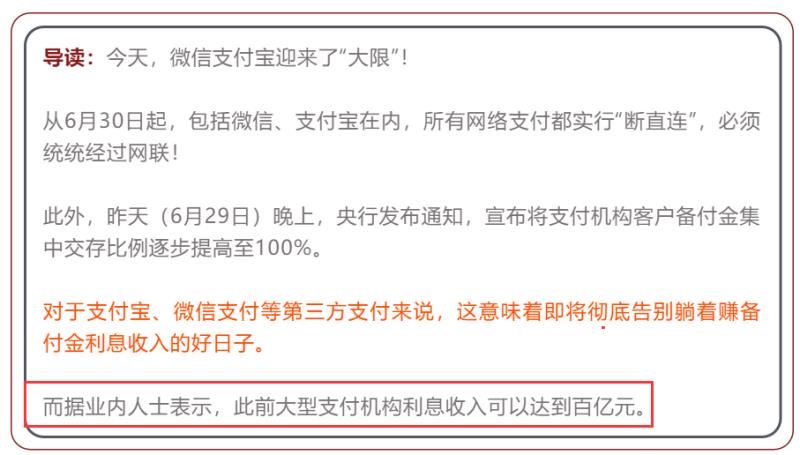 导读：今天，微信支付宝迎来了“大限”！
从6月30日起，包括微信、支付宝在内，所有网络支付都实行“断直连”，必须
统统经过网联！
此外，昨天（6月29日）晚上，央行发布通知，宣布将支付机构客户备付金集
中交存比例逐步提高至100%。
对于支付宝、微信支付等第三方支付来说，这意味着即将彻底告别躺着赚备
付金利息收入的好日子。
而据业内人士表示，此前大型支付机构利息收入可以达到百亿元。